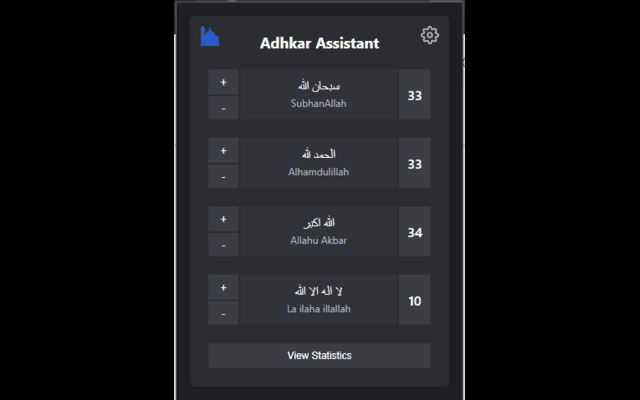 Adhkar Assistant
+
سبحان الله
33
SubhanAllah
-
+
الحمد لله
33
Alhamdulillah
-
+
الله اكبر
34
Allahu Akbar
-
+
لا اله الا الله
10
La ilaha illallah
-
View Statistics